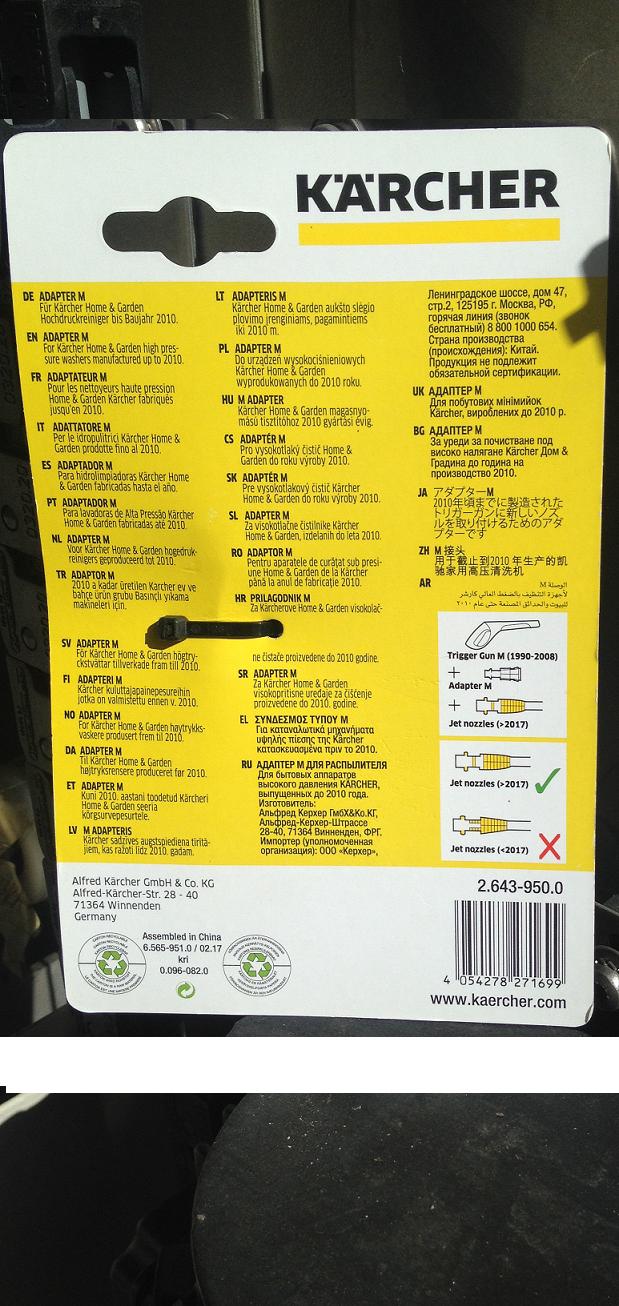 KÄRCHER
DE ADAPTER M
Für Kärcher Home & Garden
Hochdruckreiniger bis Baujahr 2010.
EN ADAPTER M
For Kärcher Home & Garden high pres-
sure washers manufactured up to 2010.
FR ADAPTATEUR M
Pour les nettoyeurs haute pression
Home & Garden Kärcher fabriqués
jusqu'en 2010.
IT ADATTATORE M
Per le idropulitrici Kärcher Home &
Garden prodotte fino al 2010.
ES ADAPTADOR M
Para hidrolimpiadoras Kärcher Home
& Garden fabricadas hasta el año.
PT ADAPTADOR M
Para lavadoras de Alta Pressão Kärcher
Home & Garden fabricadas até 2010.
NL ADAPTER M
Voor Kärcher Home & Garden hogedruk-
reinigers geproduceerd tot 2010.
TR ADAPTOR M
2010 a kadar üretilen Kärcher ev ve
bahçe ürün grubu Basınçlı yıkama
makineleri için.
SV ADAPTER M
För Kärcher Home & Garden högtry-
ckstvättar tillverkade fram till 2010.
FI ADAPTERI M
Kärcher kuluttajapainepesureihin
jotka on valmistettu ennen v. 2010.
NO ADAPTER M
For Kärcher Home & Garden høytrykks-
vaskere produsert frem til 2010.
DA ADAPTER M
Til Kärcher Home & Garden
højtryksrensere produceret før 2010.
ET ADAPTER M
Kuni 2010. aastani toodetud Kärcheri
Home & Garden seeria
kõrgsurvepesurtele.
LV M ADAPTERIS
Kärcher sadzīves augstspiediena tīrītā-
jiem, kas ražoti līdz 2010. gadam.
LT ADAPTERIS M
Kärcher Home & Garden aukšto slėgio
plovimo įrenginiams, pagamintiems
iki 2010 m.
PL ADAPTER M
Do urządzeń wysokociśnieniowych
Kärcher Home & Garden
wyprodukowanych do 2010 roku.
HU M ADAPTER
Kärcher Home & Garden magasnyo-
mású tisztítóhoz 2010 gyártási évig.
CS ADAPTÉR M
Pro vysokotlaký čistič Home &
Garden do roku výroby 2010.
SK ADAPTÉR M
Pre vysokotlakový čistič Home &
Garden do roku výroby 2010.
SL ADAPTER M
Za visokotlačne čistilnike Kärcher
Home & Garden, izdelanih do leta 2010.
RO ADAPTOR M
Pentru aparate de curățat sub presi-
une Home & Garden de la Kärcher
până la anul de fabricație 2010.
HR PRILAGODNIK M
Za Kärcherove Home & Garden visokolač-
ne čistače proizvedene do 2010 godine.
SR ADAPTER M
Za Kärcher Home & Garden
visokopritisne uređaje za čišćenje
proizvedene do 2010. godine.
EL ΣΥΝΔΕΣΜΟΣ ΤΥΠΟΥ M
Για καταναλωτικά μηχανήματα
υψηλής πίεσης της Kärcher
κατασκευασμένα πριν το 2010.
RU АДАПТЕР М ДЛЯ РАСПЫЛИТЕЛЯ
Для бытовых аппаратов
высокого давления KÄRCHER,
выпущенных до 2010 года.
Изготовитель:
Альфред Керхер ГмбХ&Ко.КГ,
Альфред-Керхер-Штрассе
28-40, 71364 Винненден, ФРГ.
Импортер (уполномоченная
организация): ООО «Керхер»,
Ленинградское шоссе, дом 47,
стр.2, 125195 г. Москва, РФ,
горячая линия (звонок
бесплатный) 8 800 1000 654.
Страна производства
(происхождения): Китай.
Продукция не подлежит
обязательной сертификации.
UK АДАПТЕР М
Для побутових мінімийок
Kärcher, вироблених до 2010 р.
BG АДАПТЕР М
За уреди за почистване под
високо налягане Kärcher Дом &
Градина до година на
производство 2010.
JA アダプターM
2010年頃までに製造された
トリガーガンに新しいノズ
ルを取り付けるためのアダ
プターです
ZH M 接头
用于截止到2010 年生产的凯
驰家用高压清洗机
AR الوصلة M
لأجهزة التنظيف بالضغط العالي كارشر
للبيوت والحدائق المصنعة حتى عام ٢٠١٠
Trigger Gun M (1990-2008)
+
Adapter M
+
Jet nozzles (>2017)
Jet nozzles (>2017)
Jet nozzles (<2017)
Alfred Kärcher GmbH & Co. KG
Alfred-Kärcher-Str. 28 - 40
71364 Winnenden
Germany
Assembled in China
6.565-951.0 / 02.17
kri
0.096-082.0
2.643-950.0
4 054278 271699
www.kaercher.com